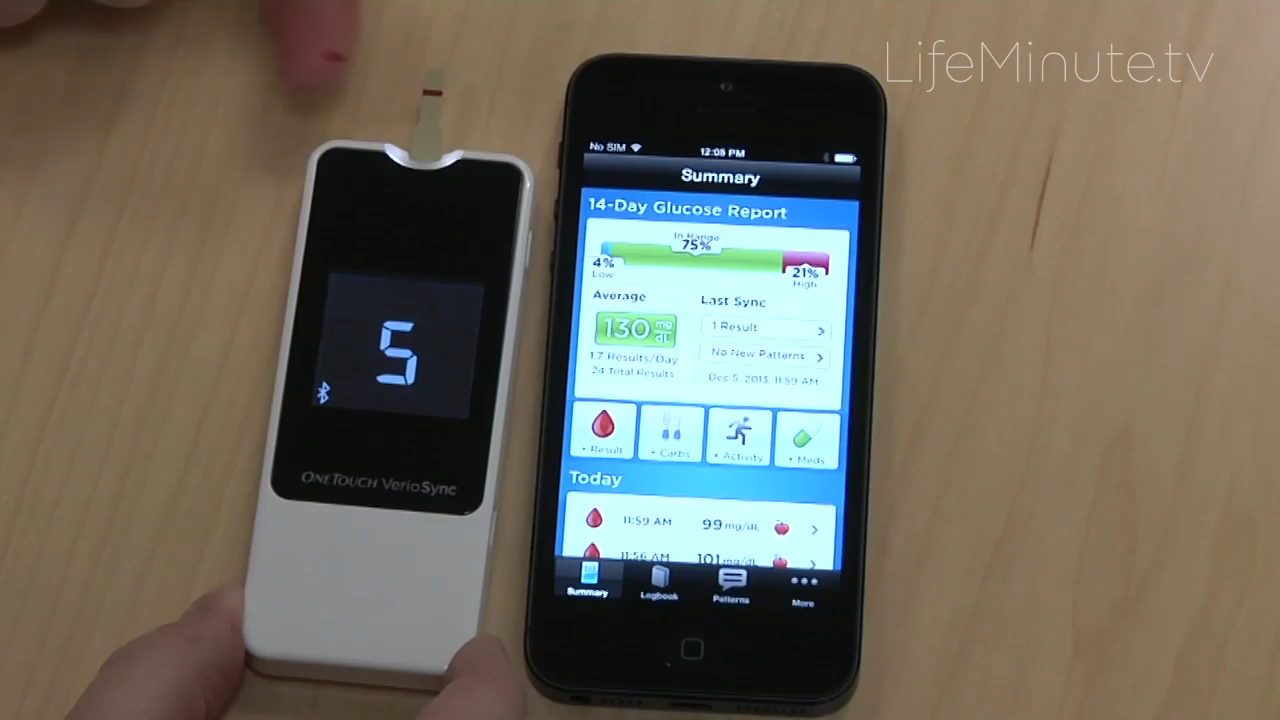 LifeMinute.tv
No SIM 12:05 PM
Summary
14-Day Glucose Report
In Range
75%
4%
Low
21%
High
Average
130 mg/dL
1.7 Results/Day
24 Total Results
Last Sync
1 Result
No New Patterns
Dec 5, 2013, 11:59 AM
+ Result + Carbs + Activity + Meds
Today
11:59 AM 99 mg/dL
11:56 AM 101 mg/dL
Summary Logbook Patterns More
5
ONETOUCH VerioSync